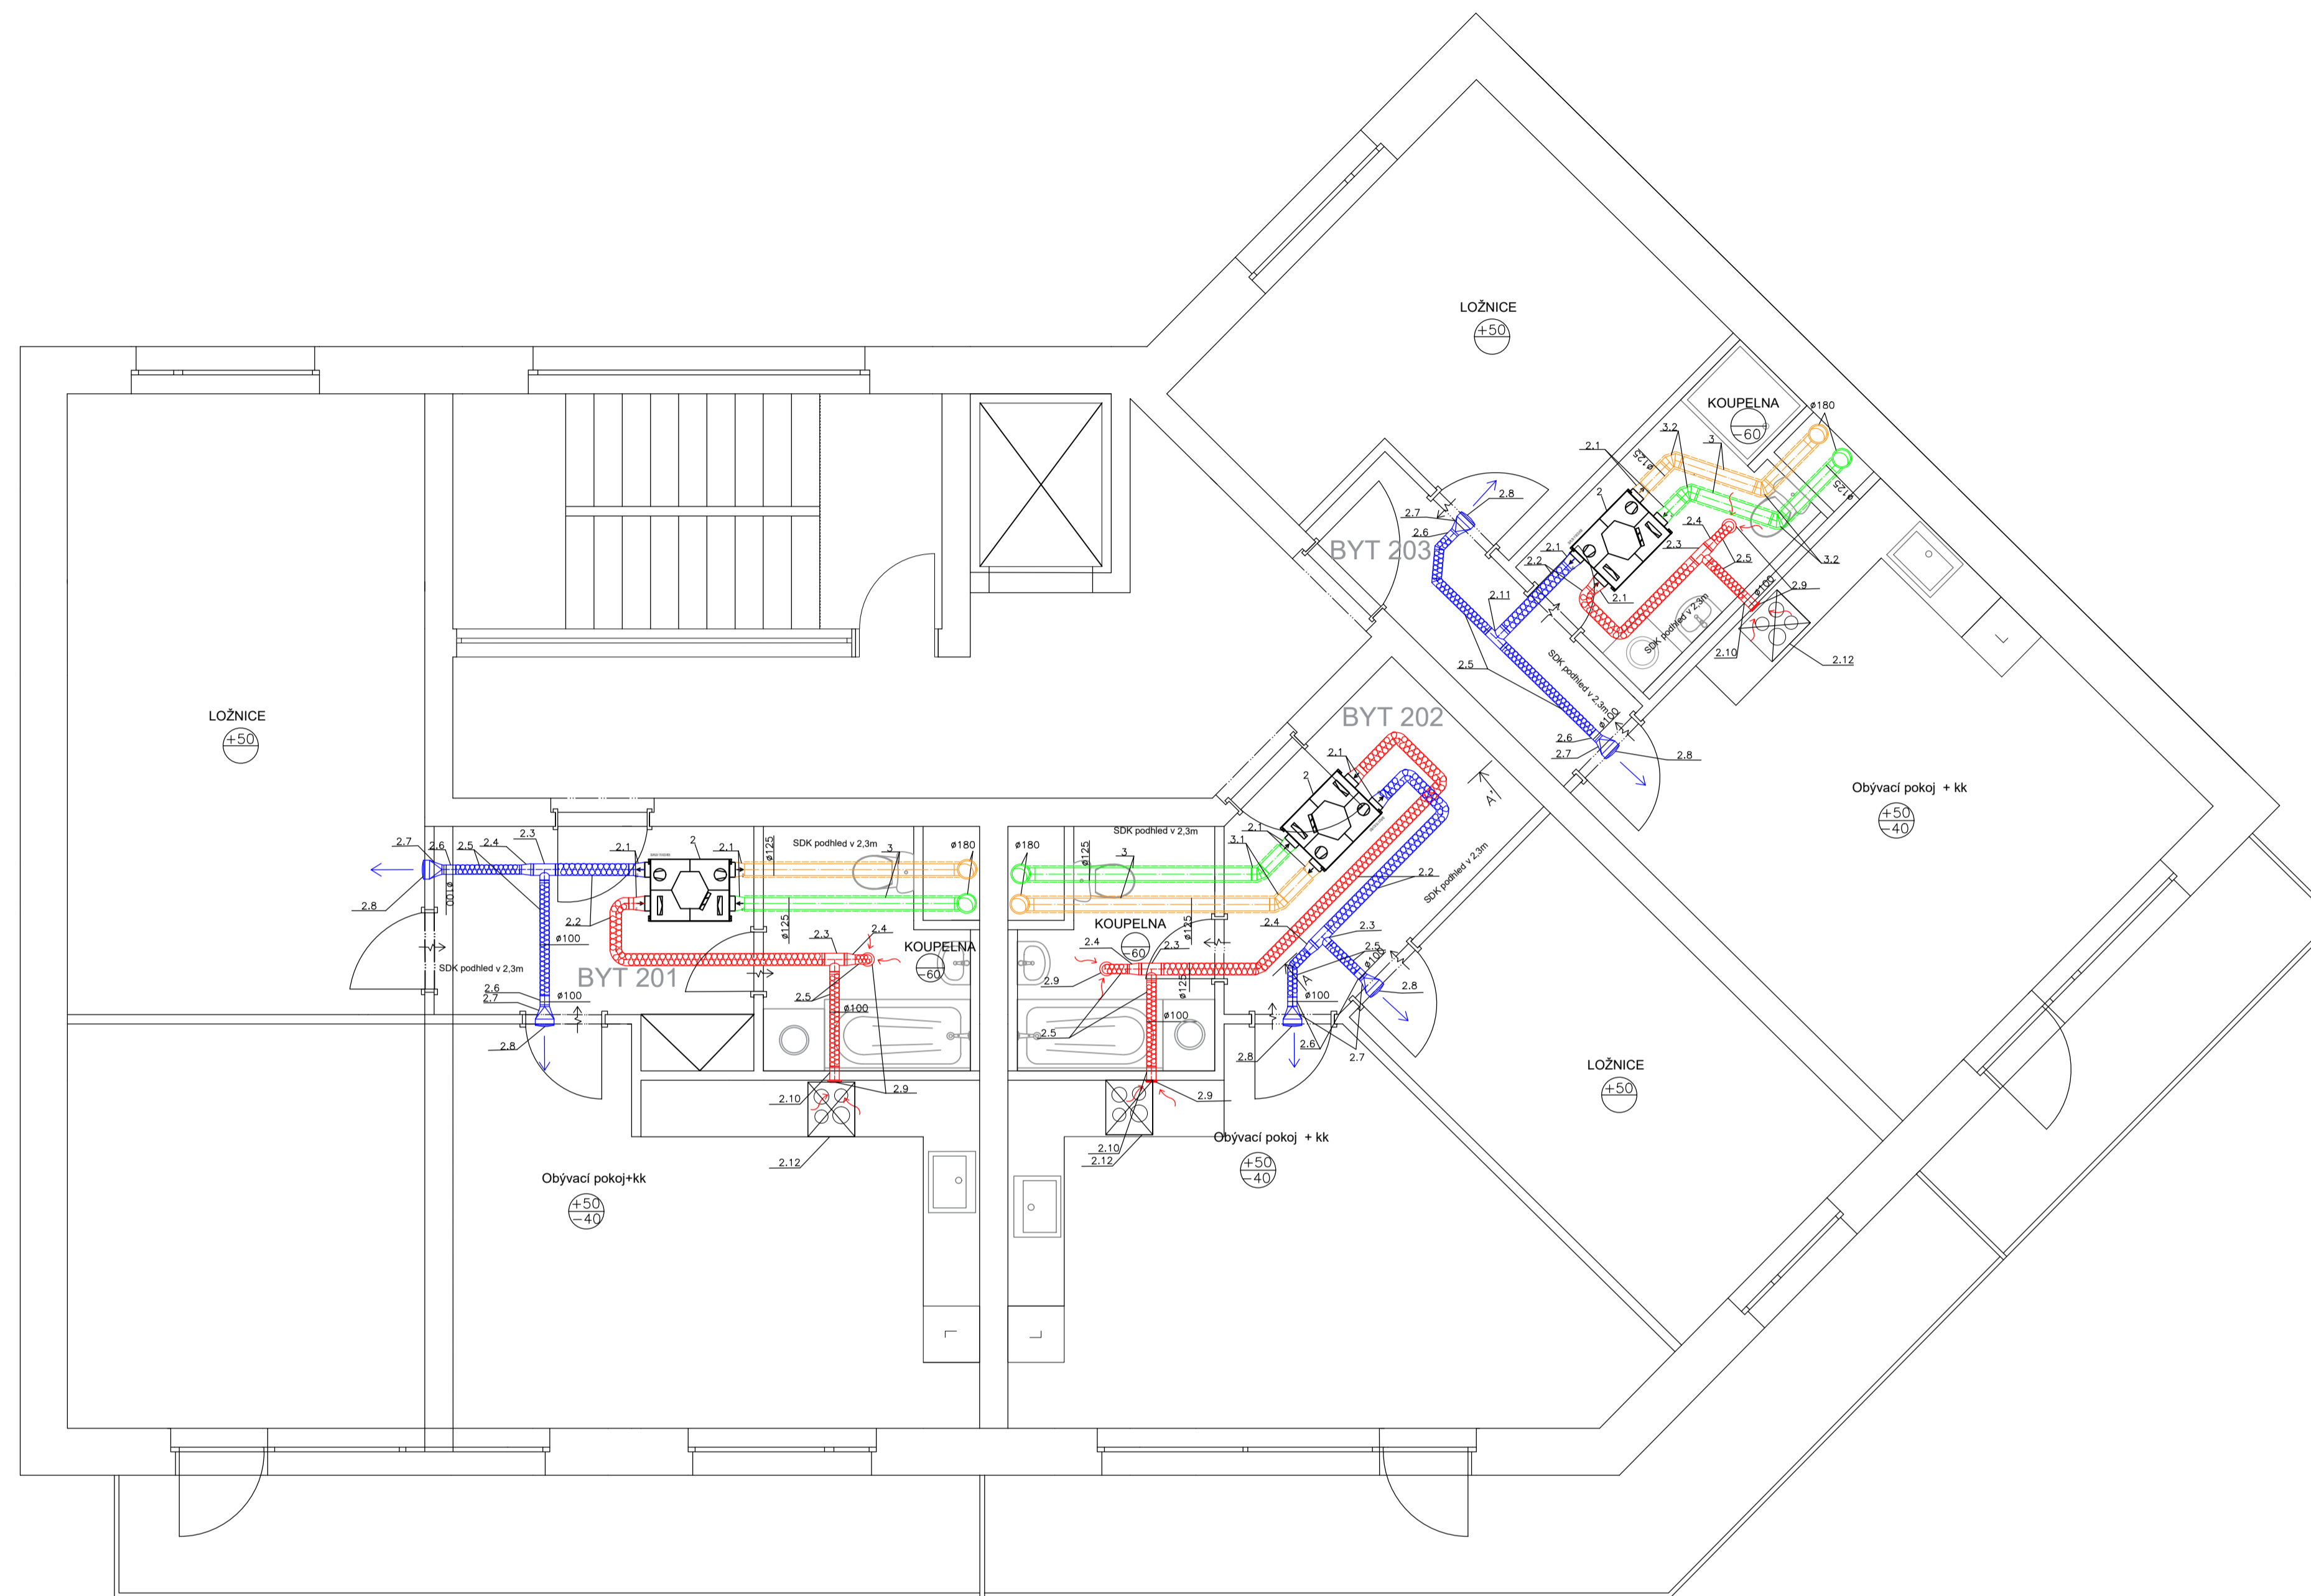 LOŽNICE
+50
KOUPELNA
-60
ø180
3.2
3
2.1
ø125
2
2.8
2.7
2.6
BYT 203
2.1
2.2
2.4
2.3
2.5
ø125
3.2
2.9
ø100
2.1
2.11
SDK podhled v 2,3m
2.10
2.12
2.5
SDK podhled v 2,3m
ø100
2.6
2.7
2.8
Obývací pokoj + kk
+50
-40
LOŽNICE
+50
BYT 202
2.1
2
A'
2.1
3.1
SDK podhled v 2,3m
SDK podhled v 2,3m
ø180
ø125
3
2.2
ø125
KOUPELNA
-60
2.4
2.3
2.4
2.3
2.5
ø100
2.9
ø125
A
2.8
ø100
ø100
2.5
2.8
2.6
2.7
2.9
2.10
2.12
Obývací pokoj + kk
+50
-40
LOŽNICE
+50
2.7
2.6
2.5
2.4
2.3
2.1
2
2.1
ø125
SDK podhled v 2,3m
3
ø180
ø100
2.8
2.2
ø125
2.3
2.4
KOUPELNA
-60
ø100
SDK podhled v 2,3m
BYT 201
2.6
2.7
ø100
2.5
ø100
2.8
2.10
2.9
2.12
Obývací pokoj+kk
+50
-40